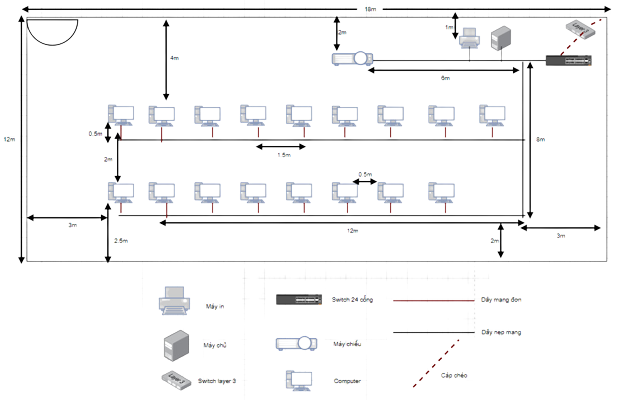 18m
2m
1m
4m
6m
12m
0.5m
8m
2m
1.5m
0.5m
3m
2.5m
12m
2m
3m
Máy in
Switch 24 cổng
Dây mạng đơn
Máy chủ
Máy chiếu
Dây nẹp mạng
Layer 3
Switch layer 3
Computer
Cáp chéo